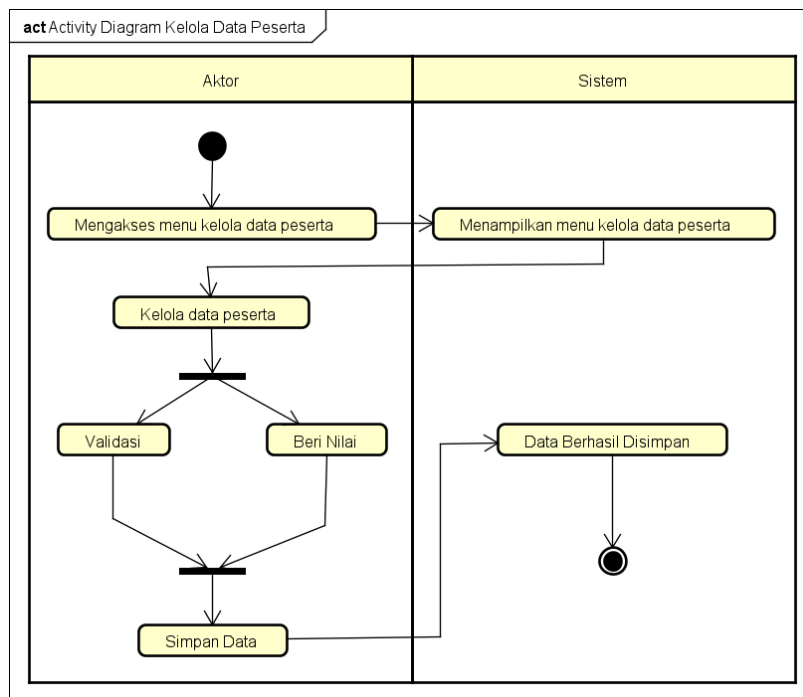 act Activity Diagram Kelola Data Peserta
Aktor
Sistem
Mengakses menu kelola data peserta
Menampilkan menu kelola data peserta
Kelola data peserta
Validasi
Beri Nilai
Data Berhasil Disimpan
Simpan Data